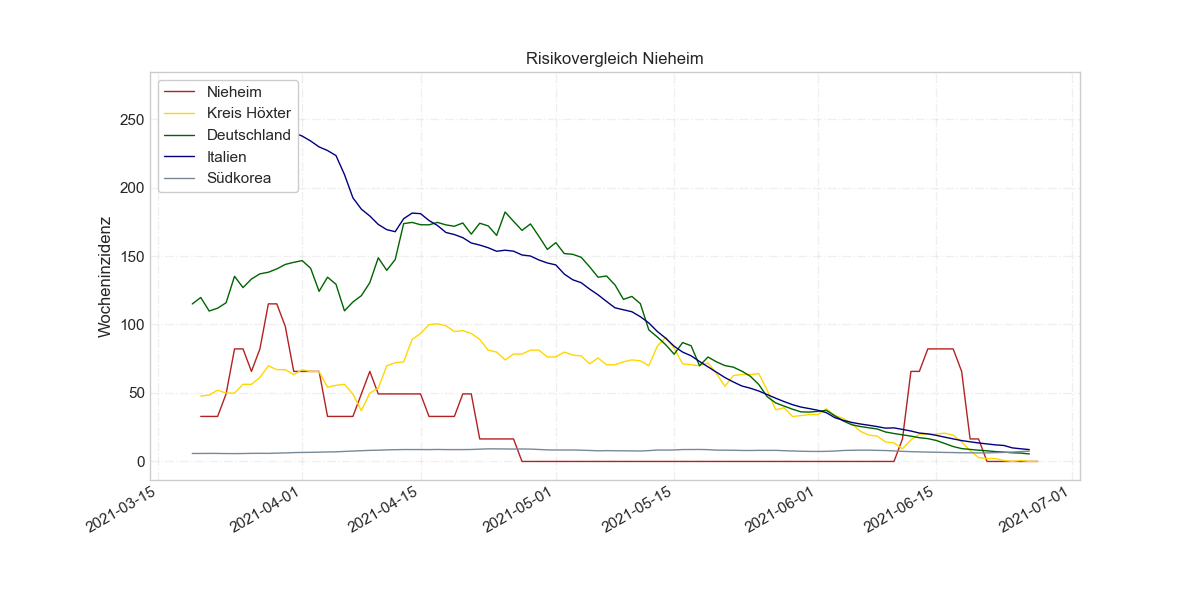 Risikovergleich Nieheim
Nieheim
Kreis Höxter
Deutschland
Italien
Südkorea
Wocheninzidenz
250
200
150
100
50
0
2021-03-15
2021-04-01
2021-04-15
2021-05-01
2021-05-15
2021-06-01
2021-06-15
2021-07-01